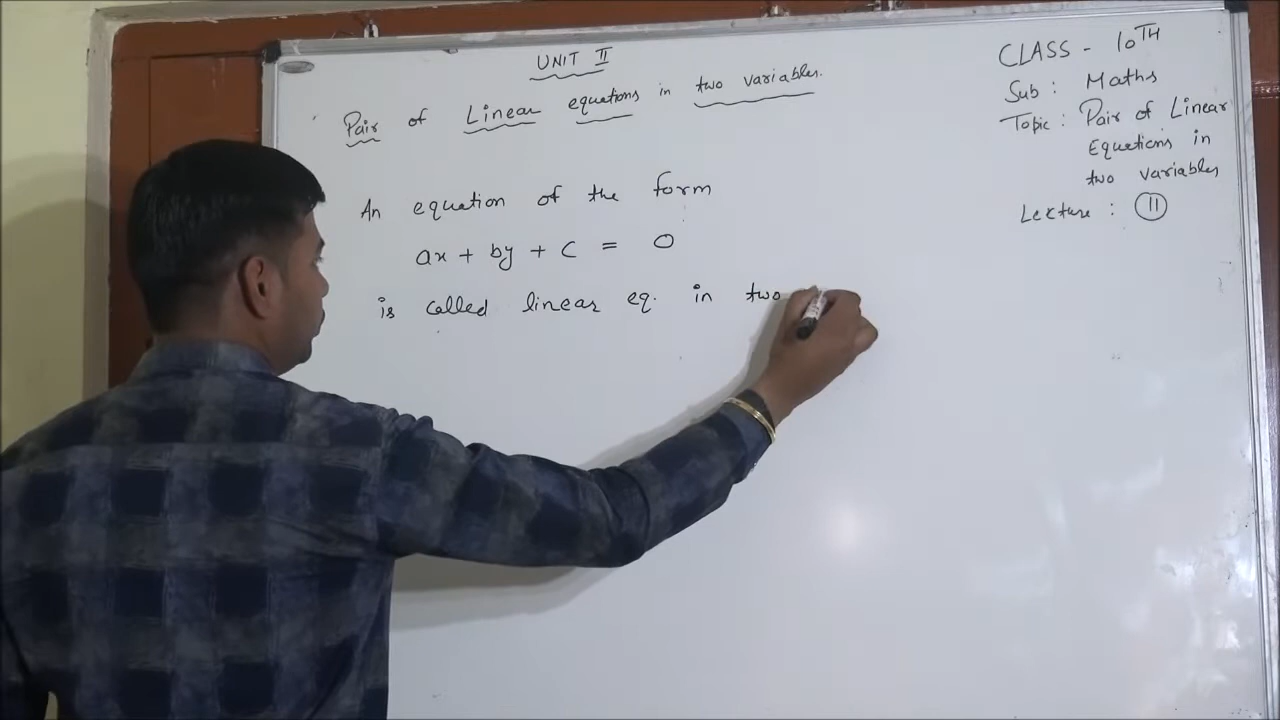 UNIT II
Pair of Linear equations in two variables.
An equation of the form
ax + by + c = 0
is called linear eq. in two
CLASS - 10TH
Sub : Maths
Topic : Pair of Linear
Equations in
two variables
Lecture : 11